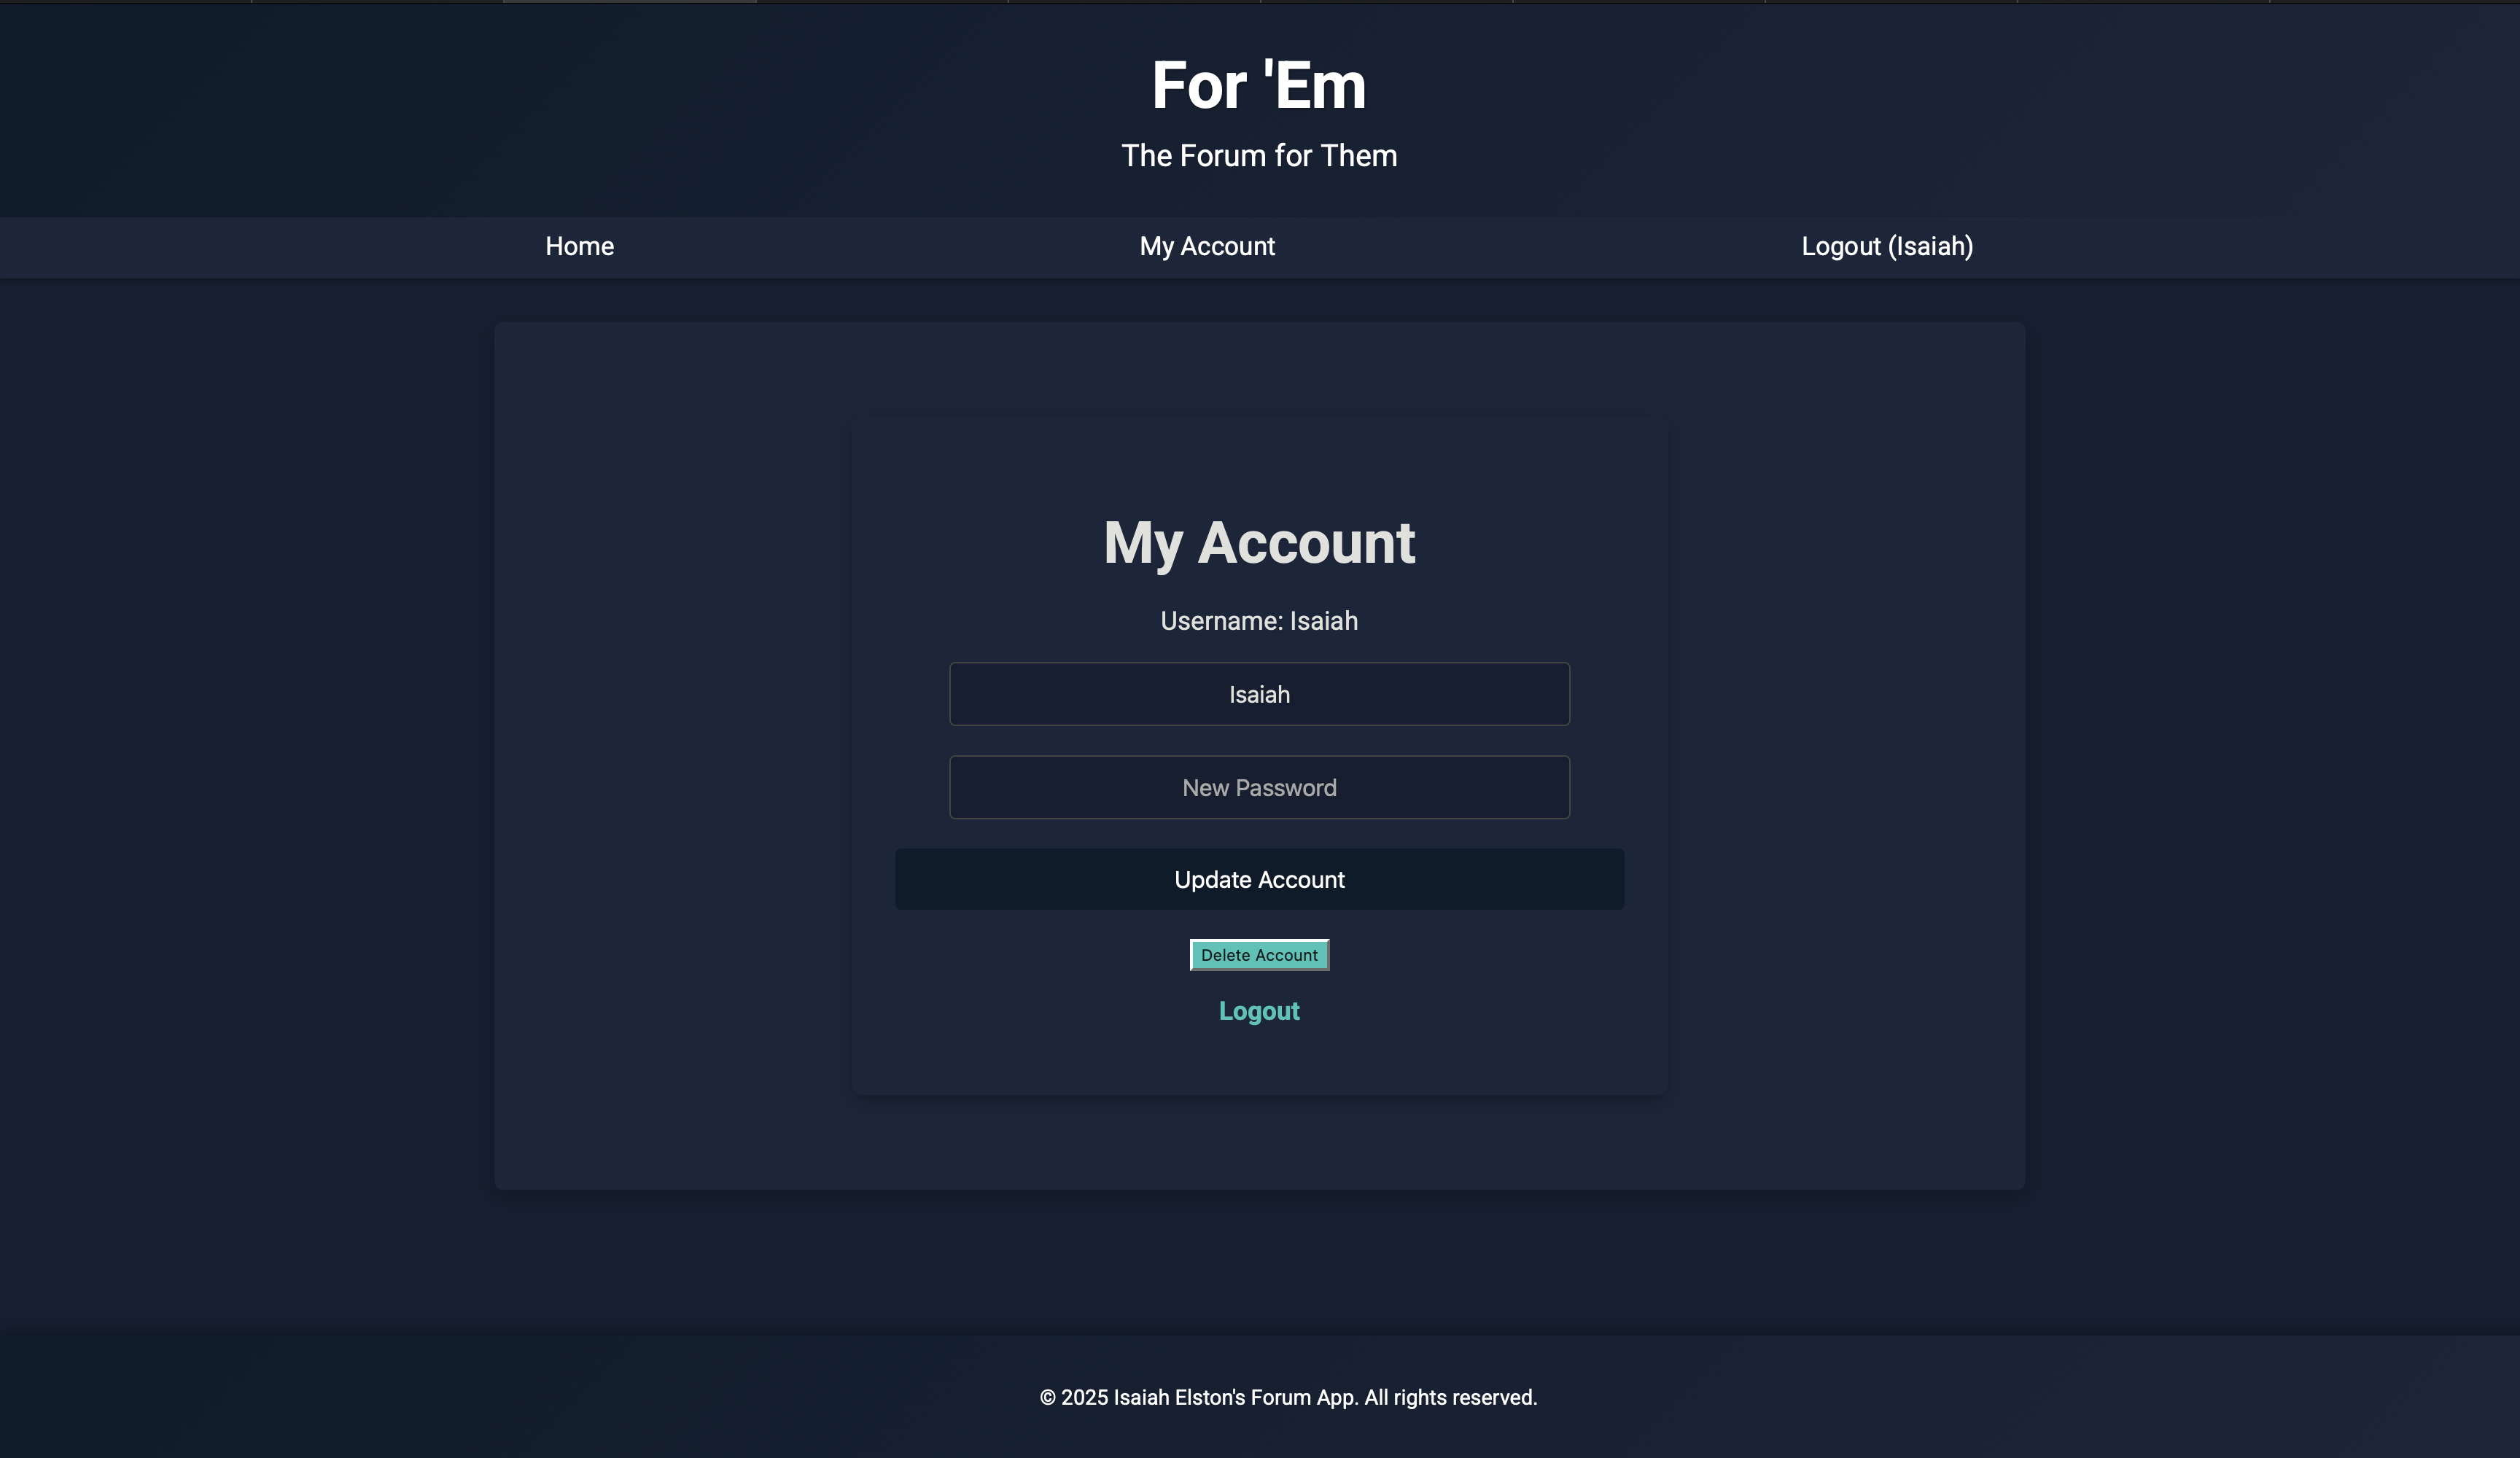 For 'Em
The Forum for Them
Home
My Account
Logout (Isaiah)
My Account
Username: Isaiah
Isaiah
New Password
Update Account
Delete Account
Logout
© 2025 Isaiah Elston's Forum App. All rights reserved.